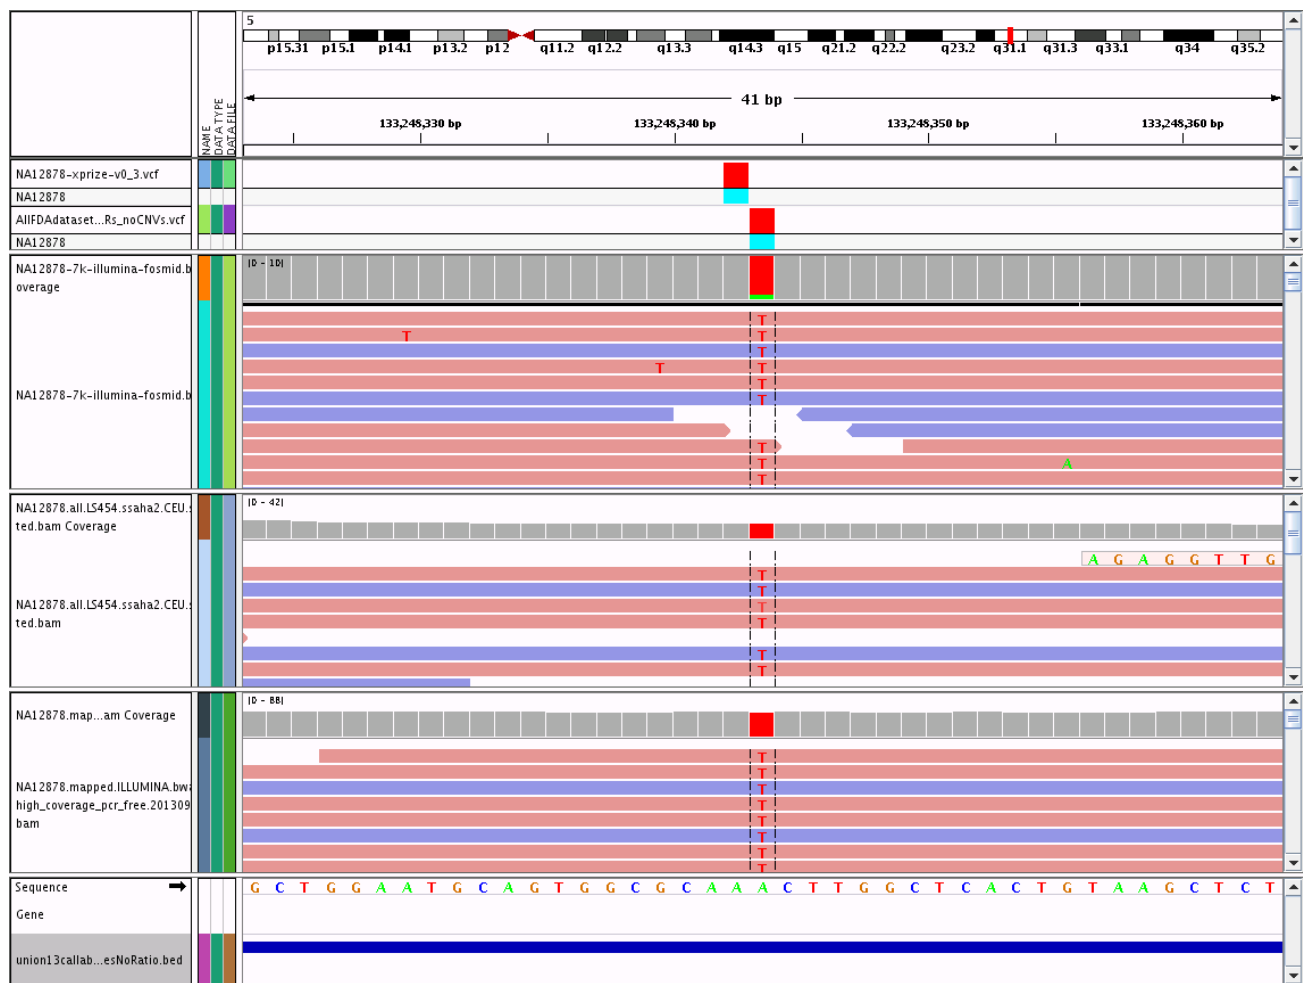 5
p15.31 p15.1 p14.1 p13.2 p12 q11.2 q12.2 q13.3 q14.3 q15 q21.2 q22.2 q23.2 q31.1 q31.3 q33.1 q34 q35.2
41 bp
NAME
DATA TYPE
DATA FILE
133,248,330 bp 133,248,340 bp 133,248,350 bp 133,248,360 bp
NA12878-xprize-v0_3.vcf
NA12878
AllFDAdataset...Rs_noCNVs.vcf
NA12878
NA12878-7k-illumina-fosmid.b
overage
[0 - 10]
T
T T
T
T T
T
T
NA12878-7k-illumina-fosmid.b
T
T A
T
NA12878.all.LS454.ssaha2.CEU.
ted.bam Coverage
[0 - 42]
A G A G G T T G
T
T
T
T
NA12878.all.LS454.ssaha2.CEU.
ted.bam
T
T
NA12878.map...am Coverage
[0 - 88]
T
T
T
T
T
T
T
T
NA12878.mapped.ILLUMINA.bw
high_coverage_pcr_free.201309
bam
Sequence G C T G G A A T G C A G T G G C G C A A A C T T G G C T C A C T G T A A G C T C T
Gene
union13callab...esNoRatio.bed